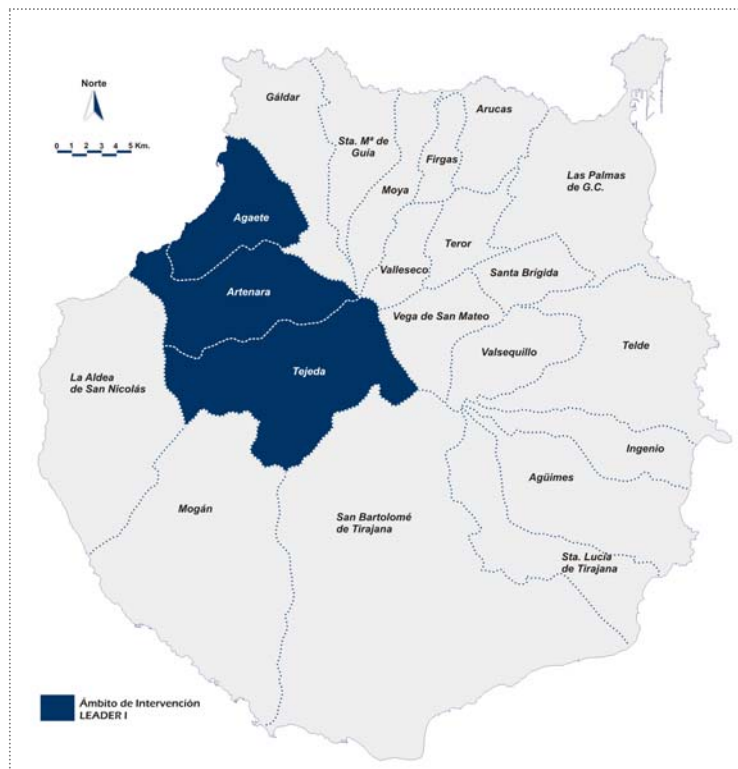 Norte
0 1 2 3 4 5 Km.
Gáldar
Sta. Mª de
Guía
Moya
Firgas
Arucas
Las Palmas
de G.C.
Agaete
Valleseco
Teror
Santa Brígida
Artenara
Vega de San Mateo
Valsequillo
Telde
Tejeda
La Aldea
de San Nicolás
Ingenio
Agüimes
Mogán
San Bartolomé
de Tirajana
Sta. Lucía
de Tirajana
Ámbito de Intervención
LEADER I